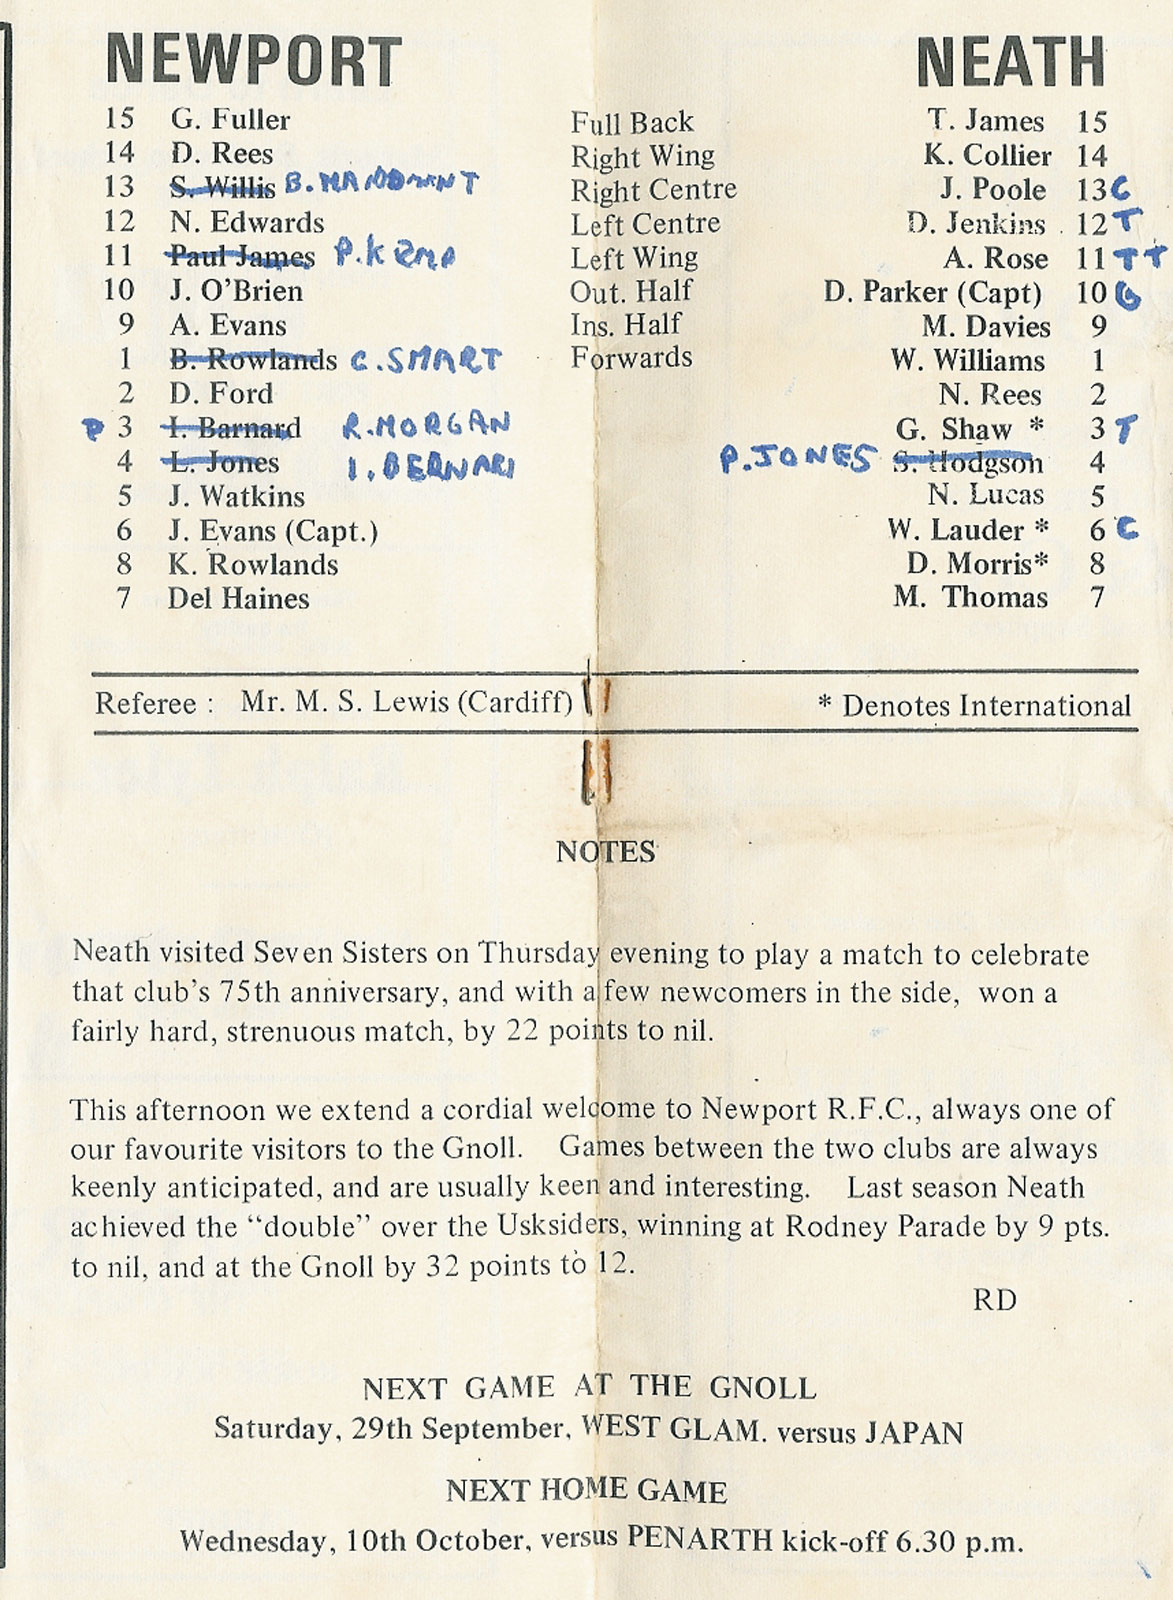 NEWPORT NEATH
15 G. Fuller Full Back T. James 15
14 D. Rees Right Wing K. Collier 14
13 S. Willis Right Centre J. Poole 13 C
12 N. Edwards Left Centre D. Jenkins 12 T
11 Paul James Left Wing A. Rose 11 T T
10 J. O'Brien Out. Half D. Parker (Capt) 10 G
9 A. Evans Ins. Half M. Davies 9
1 B. Rowlands C. SMART Forwards W. Williams 1
2 D. Ford N. Rees 2
P 3 I. Barnard R. MORGAN G. Shaw * 3 T
4 L. Jones P. JONES S. Hodgson 4
5 J. Watkins N. Lucas 5
6 J. Evans (Capt.) W. Lauder * 6 C
8 K. Rowlands D. Morris* 8
7 Del Haines M. Thomas 7
Referee : Mr. M. S. Lewis (Cardiff) * Denotes International
NOTES
Neath visited Seven Sisters on Thursday evening to play a match to celebrate
that club's 75th anniversary, and with a few newcomers in the side, won a
fairly hard, strenuous match, by 22 points to nil.
This afternoon we extend a cordial welcome to Newport R.F.C., always one of
our favourite visitors to the Gnoll. Games between the two clubs are always
keenly anticipated, and are usually keen and interesting. Last season Neath
achieved the "double" over the Usksiders, winning at Rodney Parade by 9 pts.
to nil, and at the Gnoll by 32 points to 12.
RD
NEXT GAME AT THE GNOLL
Saturday, 29th September, WEST GLAM. versus JAPAN
NEXT HOME GAME
Wednesday, 10th October, versus PENARTH kick-off 6.30 p.m.